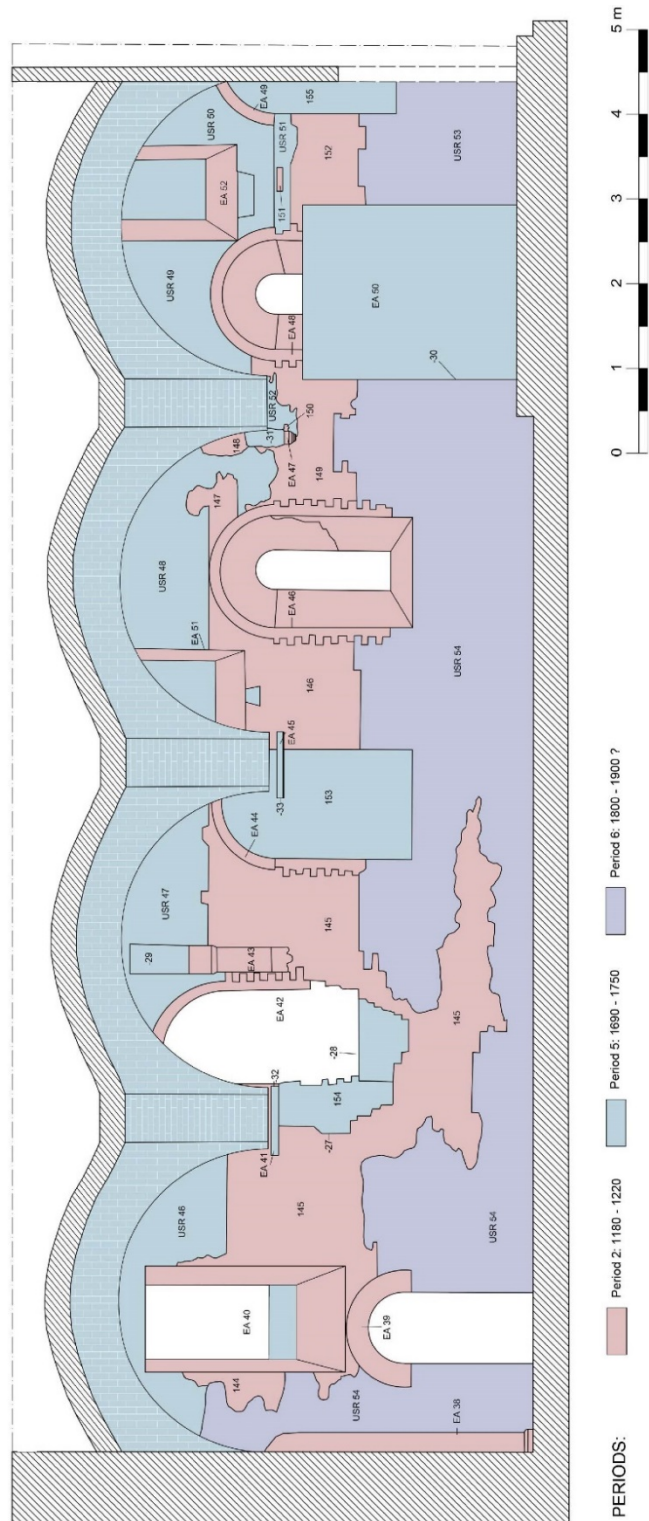 USR 46
-29
USR 47
EA 51
USR 48
147
148
USR 49
EA 52
USR 50
EA 49
144
EA 40
EA 41
-32
EA 42
EA 43
EA 44
-33
EA 45
EA 46
-31
USR 52
EA 47
150
EA 48
151
USR 51
155
EA 39
145
-27
154
-28
145
153
146
149
152
USR 54
EA 38
USR 54
145
USR 54
-30
EA 50
USR 53
PERIODS:
Period 2: 1180 - 1220
Period 5: 1690 - 1750
Period 6: 1800 - 1900 ?
0 1 2 3 4 5 m